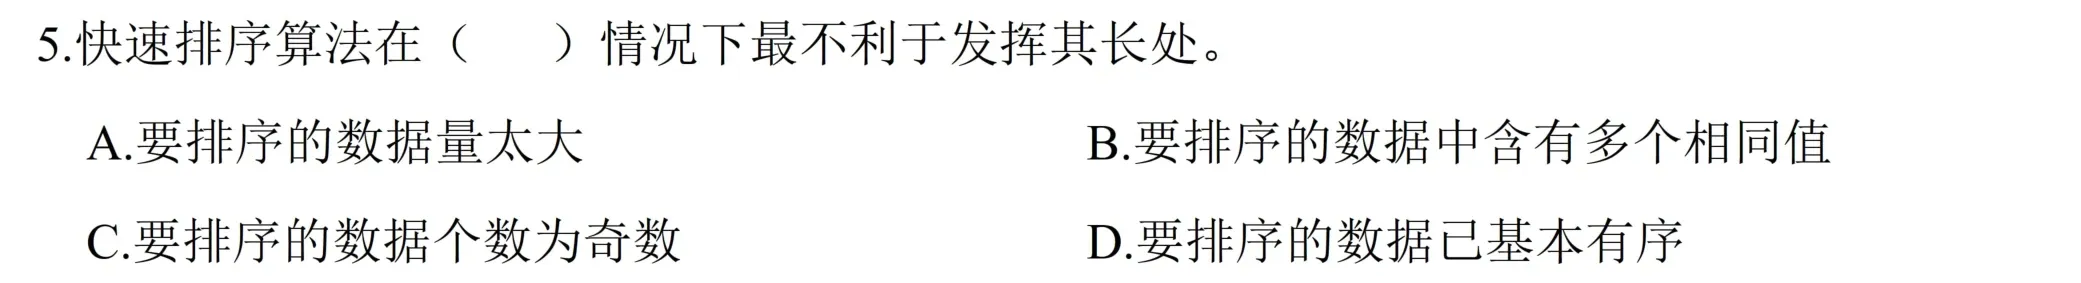 5.快速排序算法在（　　）情况下最不利于发挥其长处。
A.要排序的数据量太大　　B.要排序的数据中含有多个相同值
C.要排序的数据个数为奇数　　D.要排序的数据已基本有序